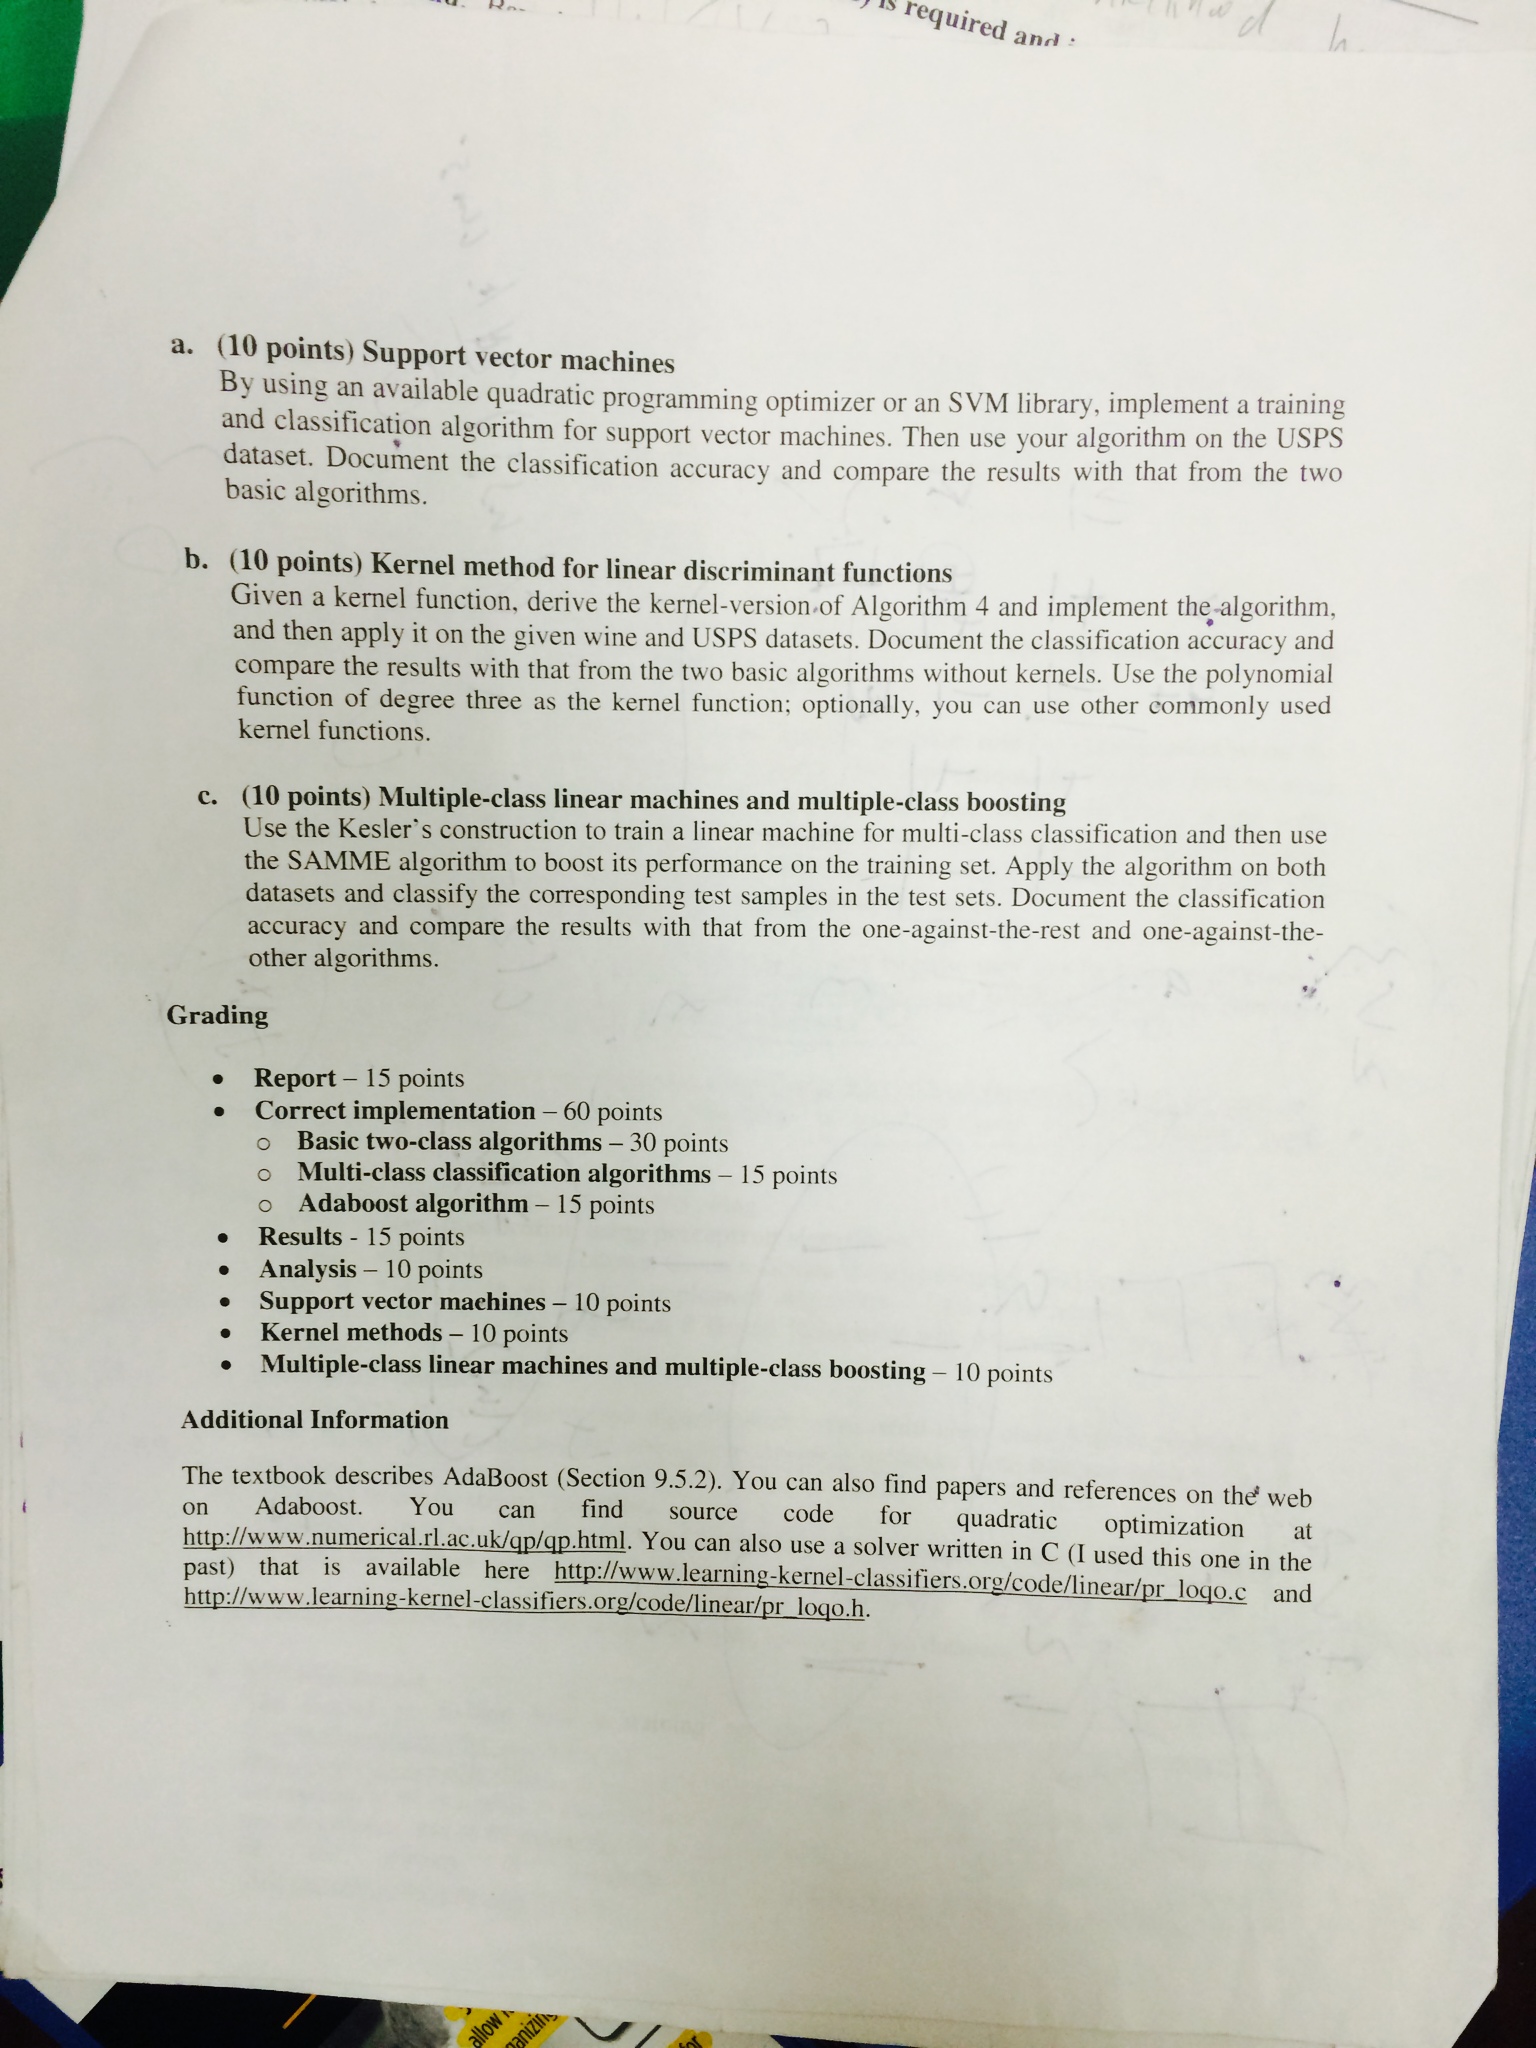 is required and
a. (10 points) Support vector machines
By using an available quadratic programming optimizer or an SVM library, implement a training
and classification algorithm for support vector machines. Then use your algorithm on the USPS
dataset. Document the classification accuracy and compare the results with that from the two
basic algorithms.
b. (10 points) Kernel method for linear discriminant functions
Given a kernel function, derive the kernel-version of Algorithm 4 and implement the algorithm,
and then apply it on the given wine and USPS datasets. Document the classification accuracy and
compare the results with that from the two basic algorithms without kernels. Use the polynomial
function of degree three as the kernel function; optionally, you can use other commonly used
kernel functions.
c. (10 points) Multiple-class linear machines and multiple-class boosting
Use the Kesler's construction to train a linear machine for multi-class classification and then use
the SAMME algorithm to boost its performance on the training set. Apply the algorithm on both
datasets and classify the corresponding test samples in the test sets. Document the classification
accuracy and compare the results with that from the one-against-the-rest and one-against-the-
other algorithms.
Grading
• Report – 15 points
• Correct implementation – 60 points
o Basic two-class algorithms – 30 points
o Multi-class classification algorithms – 15 points
o Adaboost algorithm – 15 points
• Results - 15 points
• Analysis – 10 points
• Support vector machines – 10 points
• Kernel methods – 10 points
• Multiple-class linear machines and multiple-class boosting – 10 points
Additional Information
The textbook describes AdaBoost (Section 9.5.2). You can also find papers and references on the web
on Adaboost. You can find source code for quadratic optimization at
http://www.numerical.rl.ac.uk/qp/qp.html. You can also use a solver written in C (I used this one in the
past) that is available here http://www.learning-kernel-classifiers.org/code/linear/pr_loqo.c and
http://www.learning-kernel-classifiers.org/code/linear/pr_loqo.h.
allow
for